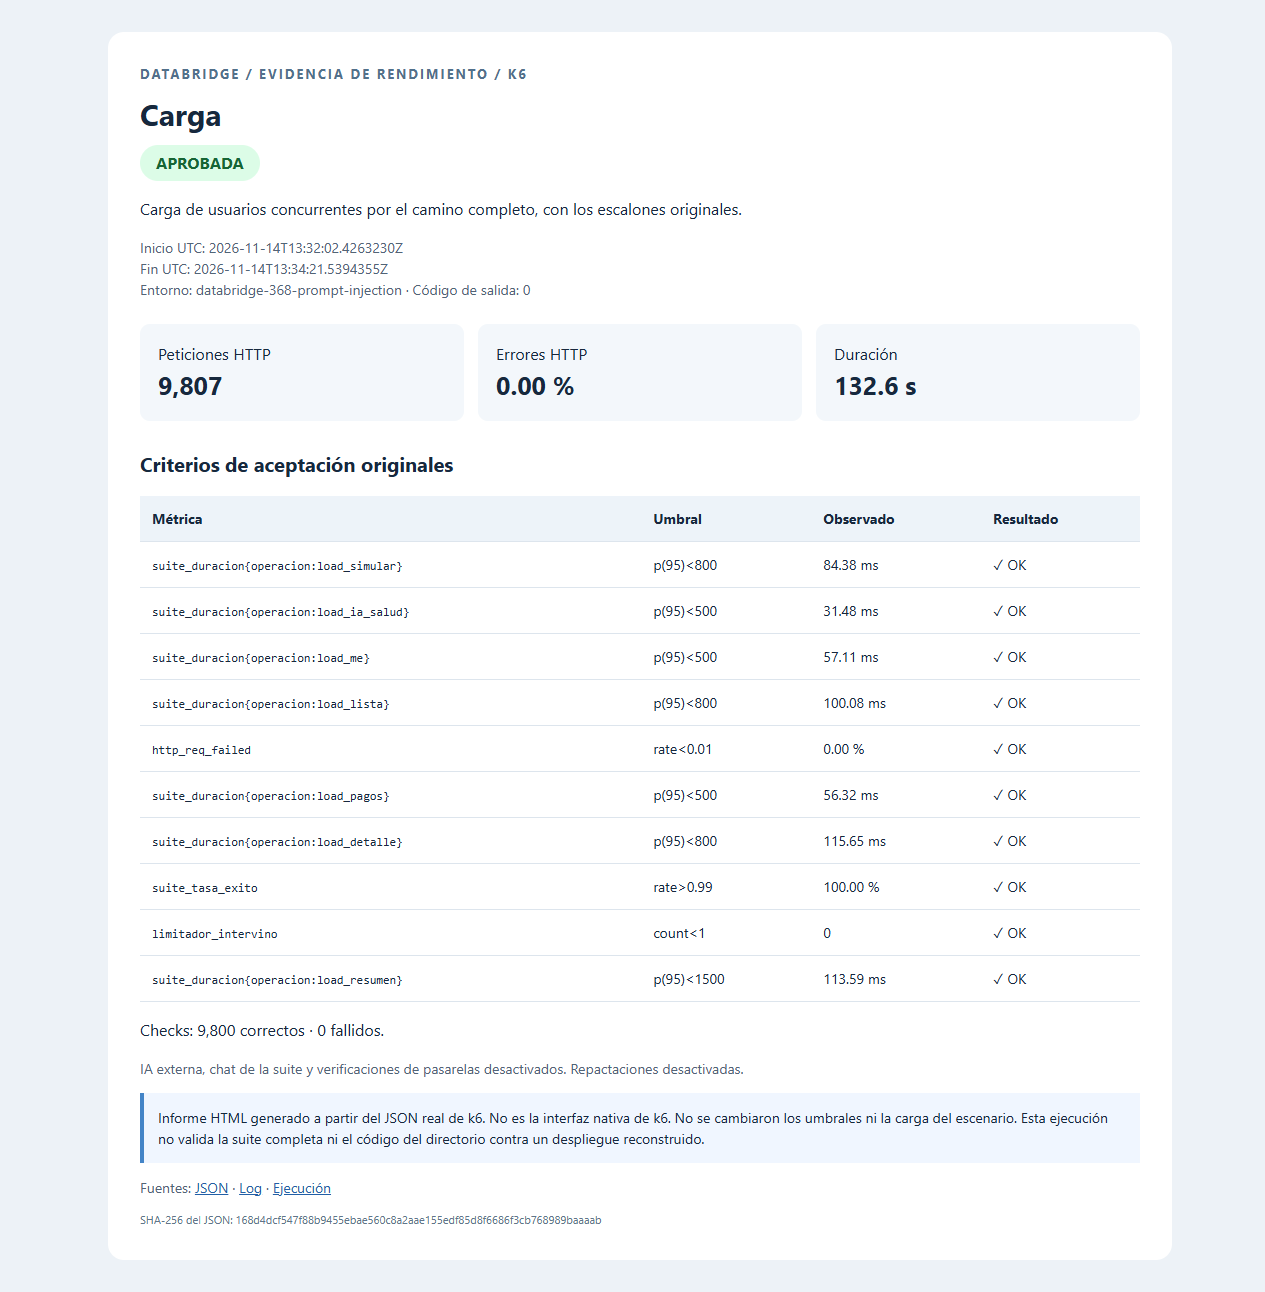 DATABRIDGE / EVIDENCIA DE RENDIMIENTO / K6
Carga
APROBADA
Carga de usuarios concurrentes por el camino completo, con los escalones originales.
Inicio UTC: 2026-11-14T13:32:02.4263230Z
Fin UTC: 2026-11-14T13:34:21.5394355Z
Entorno: databridge-368-prompt-injection · Código de salida: 0
Peticiones HTTP
9,807
Errores HTTP
0.00 %
Duración
132.6 s
Criterios de aceptación originales
Métrica Umbral Observado Resultado
suite_duracion{operacion:load_simular} p(95)<800 84.38 ms ✓ OK
suite_duracion{operacion:load_ia_salud} p(95)<500 31.48 ms ✓ OK
suite_duracion{operacion:load_me} p(95)<500 57.11 ms ✓ OK
suite_duracion{operacion:load_lista} p(95)<800 100.08 ms ✓ OK
http_req_failed rate<0.01 0.00 % ✓ OK
suite_duracion{operacion:load_pagos} p(95)<500 56.32 ms ✓ OK
suite_duracion{operacion:load_detalle} p(95)<800 115.65 ms ✓ OK
suite_tasa_exito rate>0.99 100.00 % ✓ OK
limitador_intervino count<1 0 ✓ OK
suite_duracion{operacion:load_resumen} p(95)<1500 113.59 ms ✓ OK
Checks: 9,800 correctos · 0 fallidos.
IA externa, chat de la suite y verificaciones de pasarelas desactivados. Repactaciones desactivadas.
Informe HTML generado a partir del JSON real de k6. No es la interfaz nativa de k6. No se cambiaron los umbrales ni la carga del escenario. Esta ejecución
no valida la suite completa ni el código del directorio contra un despliegue reconstruido.
Fuentes: JSON · Log · Ejecución
SHA-256 del JSON: 168d4dcf547f88b9455ebae560c8a2aae155edf85d8f6686f3cb768989baaaab